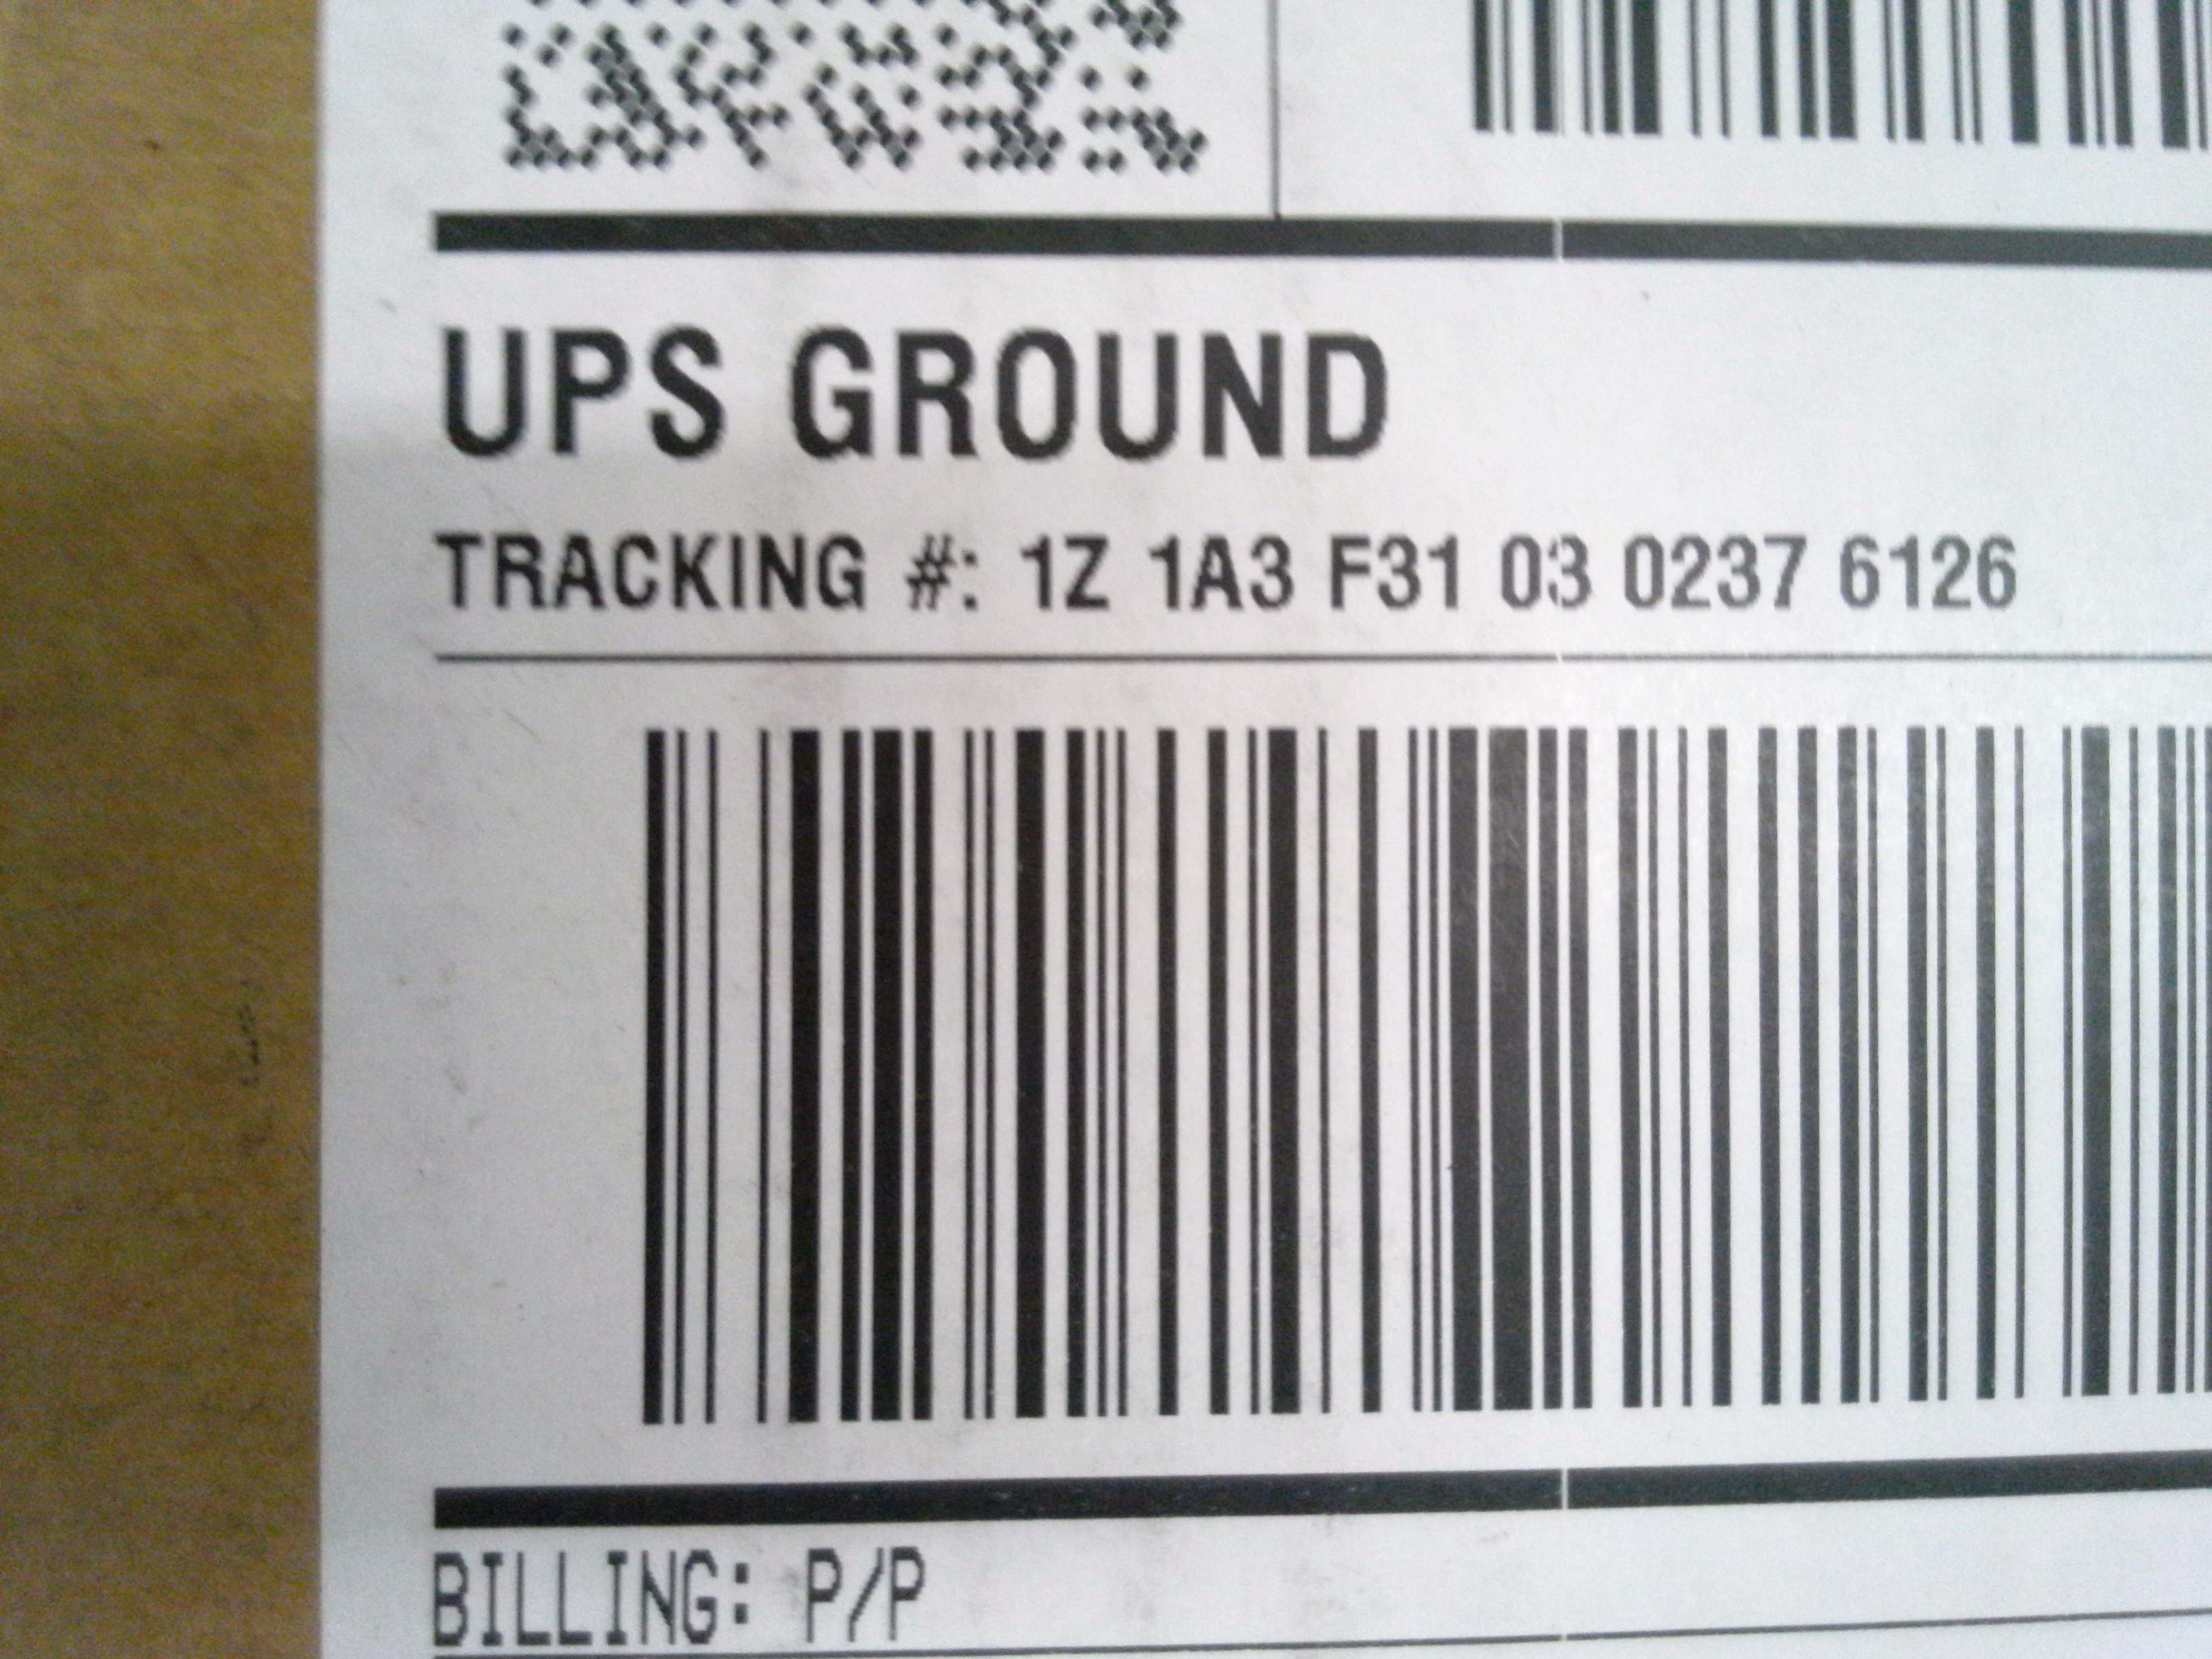 UPS GROUND
TRACKING #: 1Z 1A3 F31 03 0237 6126
BILLING: P/P